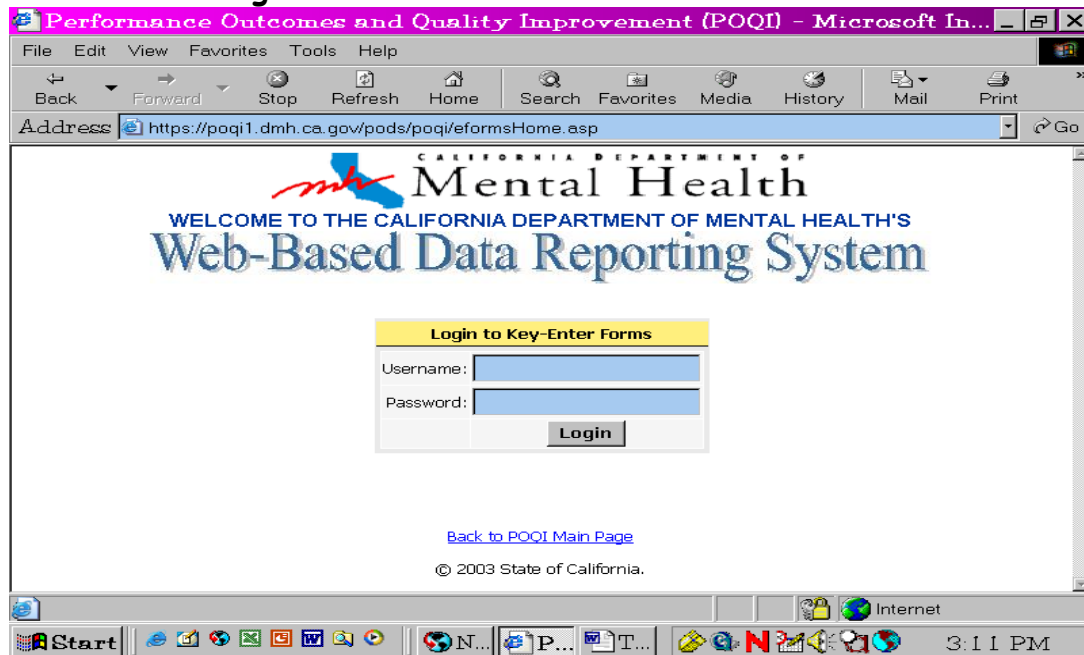 Performance Outcomes and Quality Improvement (POQI) - Microsoft In...
File Edit View Favorites Tools Help
Back Forward Stop Refresh Home Search Favorites Media History Mail Print
Address https://poqi1.dmh.ca.gov/pods/poqi/eformsHome.asp Go
CALIFORNIA DEPARTMENT OF
mh Mental Health
WELCOME TO THE CALIFORNIA DEPARTMENT OF MENTAL HEALTH'S
Web-Based Data Reporting System
Login to Key-Enter Forms
Username:
Password:
Login
Back to POQI Main Page
© 2003 State of California.
Internet
Start N... P... T... 3:11 PM